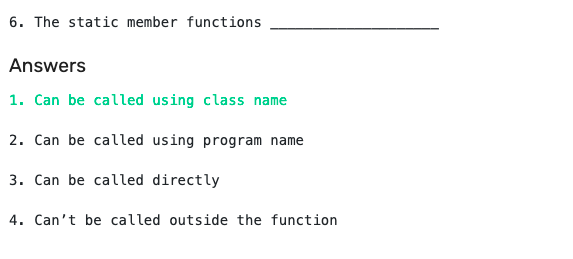 6. The static member functions ____________________
Answers
1. Can be called using class name
2. Can be called using program name
3. Can be called directly
4. Can’t be called outside the function